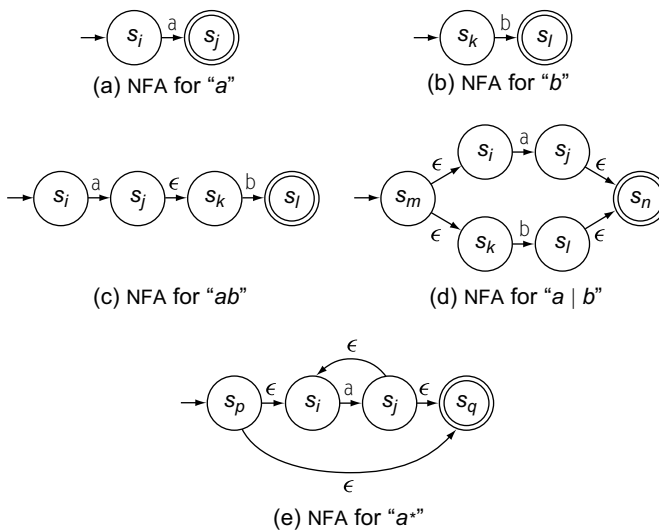 a
s_i s_j
(a) NFA for “a”
b
s_k s_l
(b) NFA for “b”
a ϵ b
s_i s_j s_k s_l
(c) NFA for “ab”
ϵ s_i a s_j ϵ
s_m s_n
ϵ s_k b s_l ϵ
(d) NFA for “a | b”
ϵ
s_p ϵ s_i a s_j ϵ s_q
ϵ
(e) NFA for “a*”